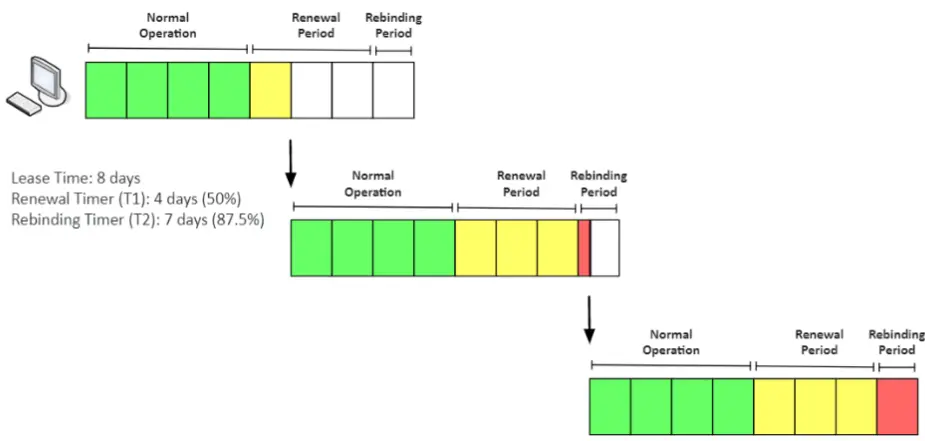 Normal
Operation
Renewal
Period
Rebinding
Period
Lease Time: 8 days
Renewal Timer (T1): 4 days (50%)
Rebinding Timer (T2): 7 days (87.5%)
Normal
Operation
Renewal
Period
Rebinding
Period
Normal
Operation
Renewal
Period
Rebinding
Period